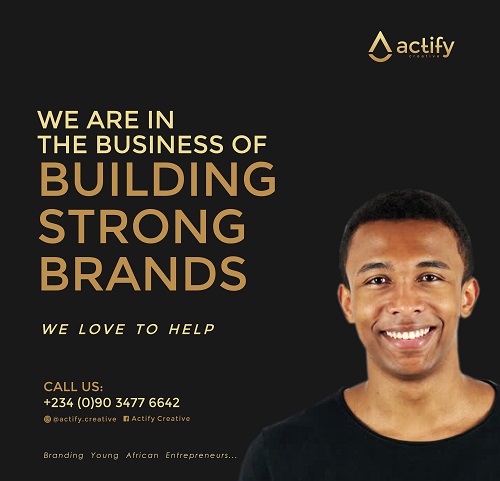 actify
creative
WE ARE IN
THE BUSINESS OF
BUILDING
STRONG
BRANDS
WE LOVE TO HELP
CALL US:
+234 (0)90 3477 6642
@actify.creative Actify Creative
Branding Young African Entrepreneurs...